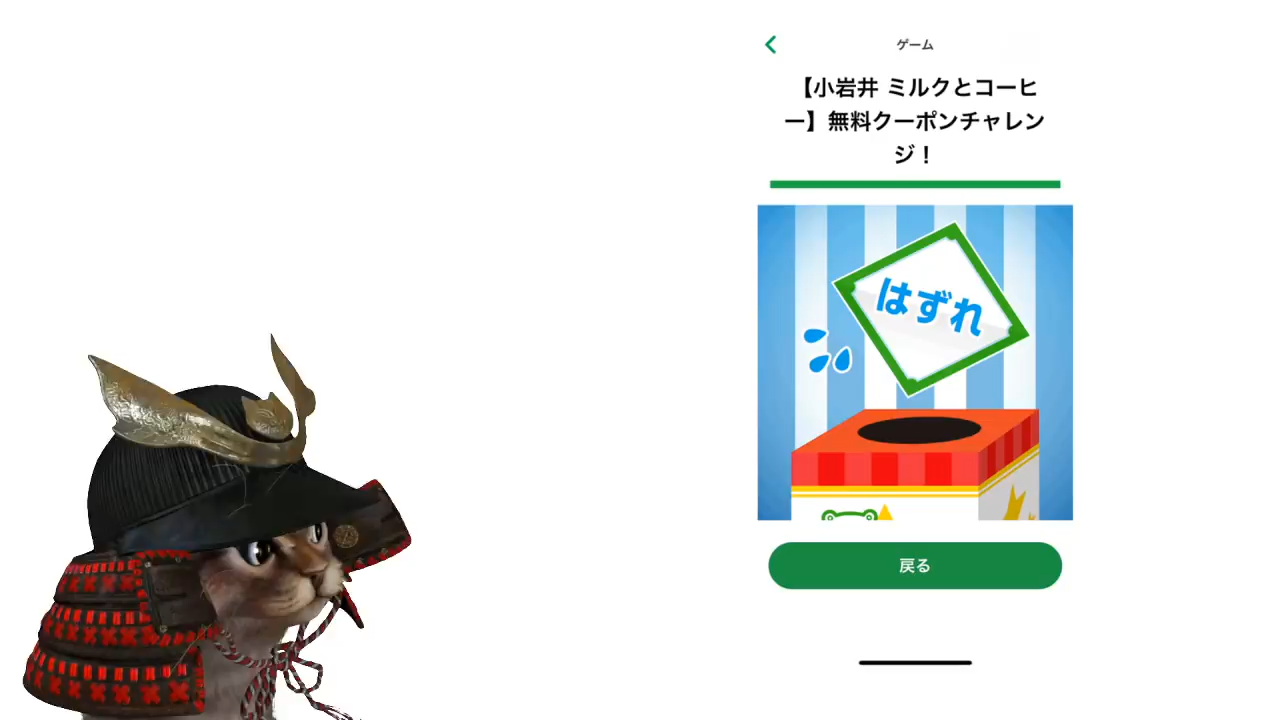 ゲーム
【小岩井 ミルクとコーヒ
ー】無料クーポンチャレン
ジ！
はずれ
戻る